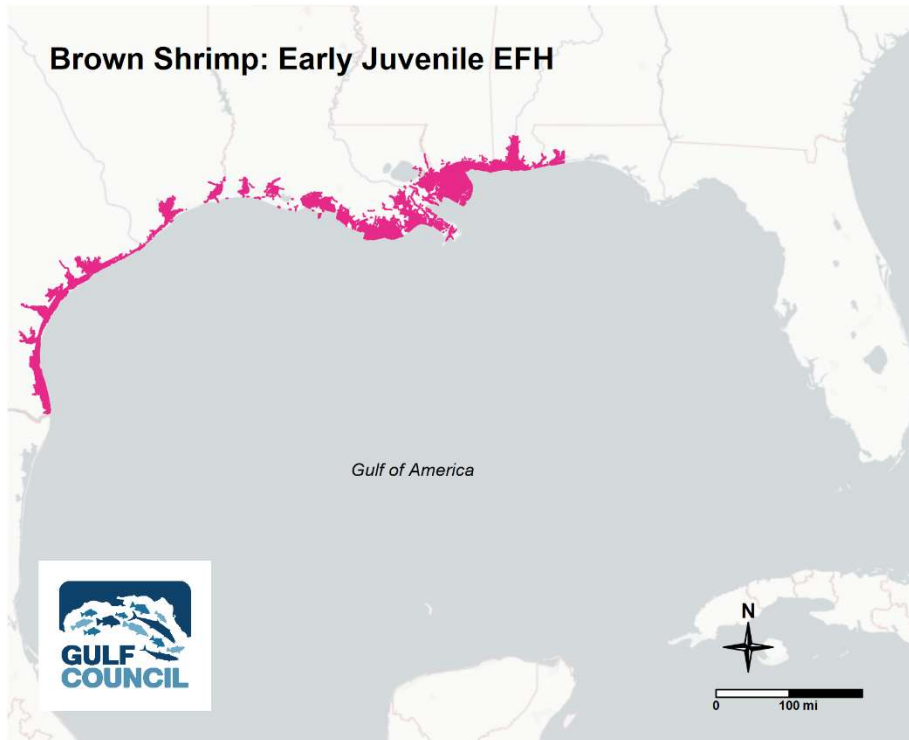 Brown Shrimp: Early Juvenile EFH
Gulf of America
GULF
COUNCIL
N
0 100 mi